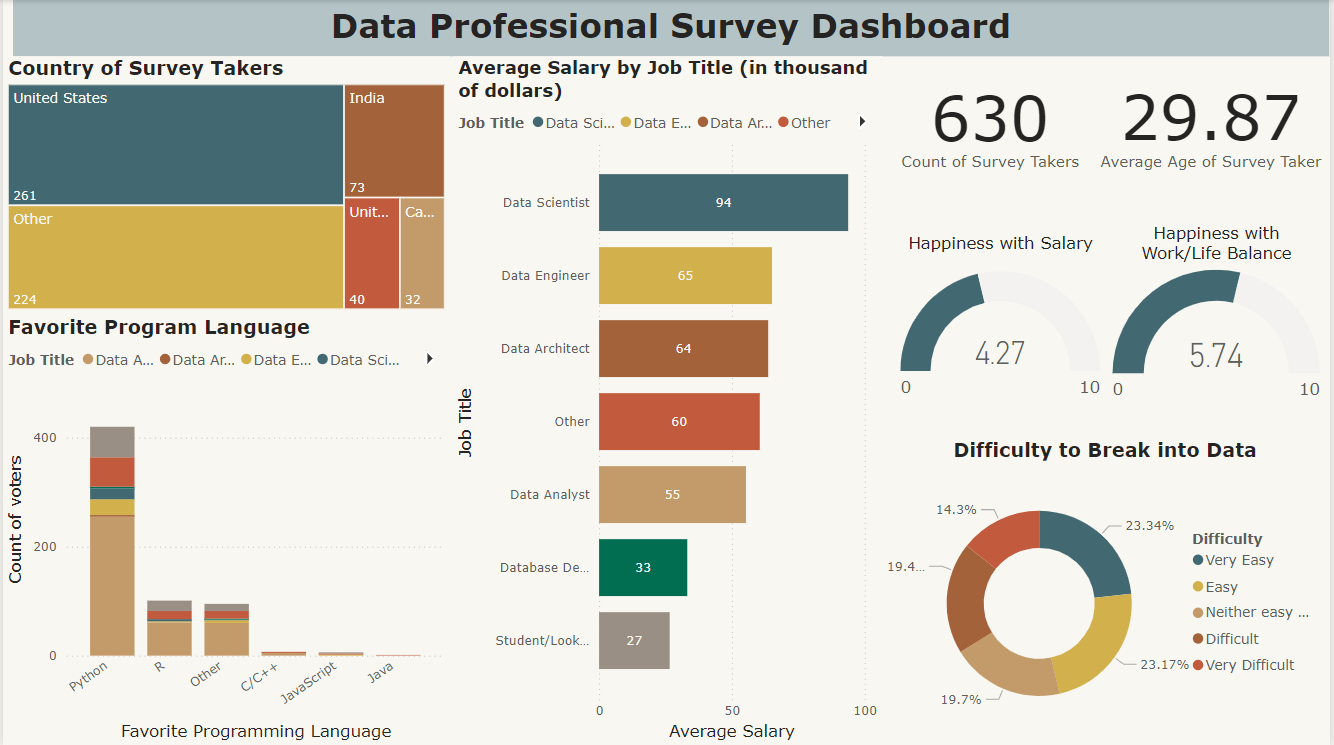 Data Professional Survey Dashboard
Country of Survey Takers
United States
261
India
73
Other
224
Unit...
40
Ca...
32
Favorite Program Language
Job Title Data A... Data Ar... Data E... Data Sci...
Count of voters
400
200
0
Python
R
Other
C/C++
JavaScript
Java
Favorite Programming Language
Average Salary by Job Title (in thousand
of dollars)
Job Title Data Sci... Data E... Data Ar... Other
Job Title
Data Scientist 94
Data Engineer 65
Data Architect 64
Other 60
Data Analyst 55
Database De... 33
Student/Look... 27
0 50 100
Average Salary
630
Count of Survey Takers
29.87
Average Age of Survey Taker
Happiness with Salary
4.27
0 10
Happiness with
Work/Life Balance
5.74
0 10
Difficulty to Break into Data
14.3%
23.34%
19.4...
23.17%
19.7%
Difficulty
Very Easy
Easy
Neither easy ...
Difficult
Very Difficult